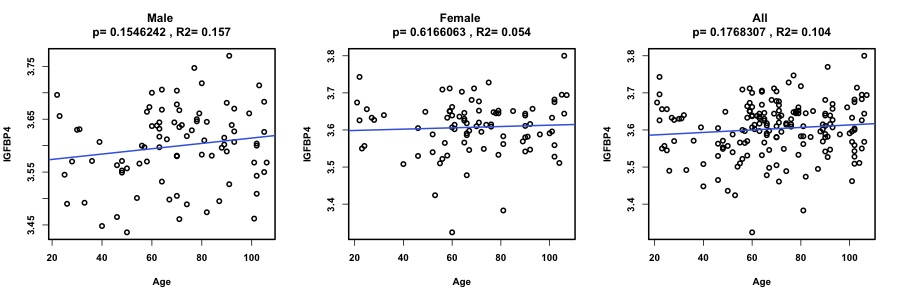 Male
p= 0.1546242 , R2= 0.157
IGFBP4
3.75
3.65
3.55
3.45
20 40 60 80 100
Age
Female
p= 0.6166063 , R2= 0.054
IGFBP4
3.8
3.7
3.6
3.5
3.4
20 40 60 80 100
Age
All
p= 0.1768307 , R2= 0.104
IGFBP4
3.8
3.7
3.6
3.5
3.4
20 40 60 80 100
Age